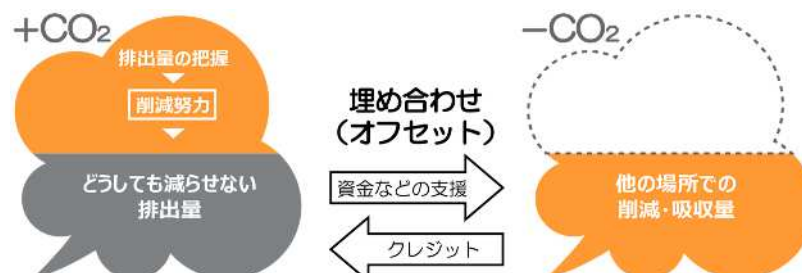 +CO₂
排出量の把握
削減努力
どうしても減らせない
排出量
埋め合わせ
（オフセット）
資金などの支援
クレジット
−CO₂
他の場所での
削減・吸収量